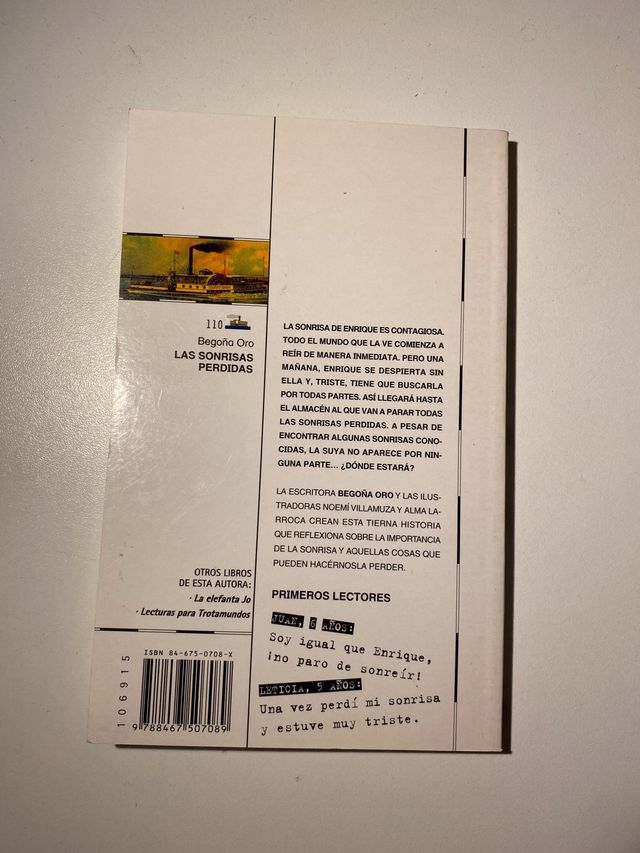 110
Begoña Oro
LAS SONRISAS
PERDIDAS
LA SONRISA DE ENRIQUE ES CONTAGIOSA.
TODO EL MUNDO QUE LA VE COMIENZA A
REÍR DE MANERA INMEDIATA. PERO UNA
MAÑANA, ENRIQUE SE DESPIERTA SIN
ELLA Y, TRISTE, TIENE QUE BUSCARLA
POR TODAS PARTES. ASÍ LLEGARÁ HASTA
EL ALMACÉN AL QUE VAN A PARAR TODAS
LAS SONRISAS PERDIDAS. A PESAR DE
ENCONTRAR ALGUNAS SONRISAS CONO-
CIDAS, LA SUYA NO APARECE POR NIN-
GUNA PARTE... ¿DÓNDE ESTARÁ?
LA ESCRITORA BEGOÑA ORO Y LAS ILUS-
TRADORAS NOEMÍ VILLAMUZA Y ALMA LA-
RROCA CREAN ESTA TIERNA HISTORIA
QUE REFLEXIONA SOBRE LA IMPORTANCIA
DE LA SONRISA Y AQUELLAS COSAS QUE
PUEDEN HACÉRNOSLA PERDER.
OTROS LIBROS
DE ESTA AUTORA:
· La elefanta Jo
· Lecturas para Trotamundos
PRIMEROS LECTORES
JUAN, 6 AÑOS:
Soy igual que Enrique,
¡no paro de sonreír!
LETICIA, 5 AÑOS:
Una vez perdí mi sonrisa
y estuve muy triste.
ISBN 84-675-0708-X
106915
9 788467 507089